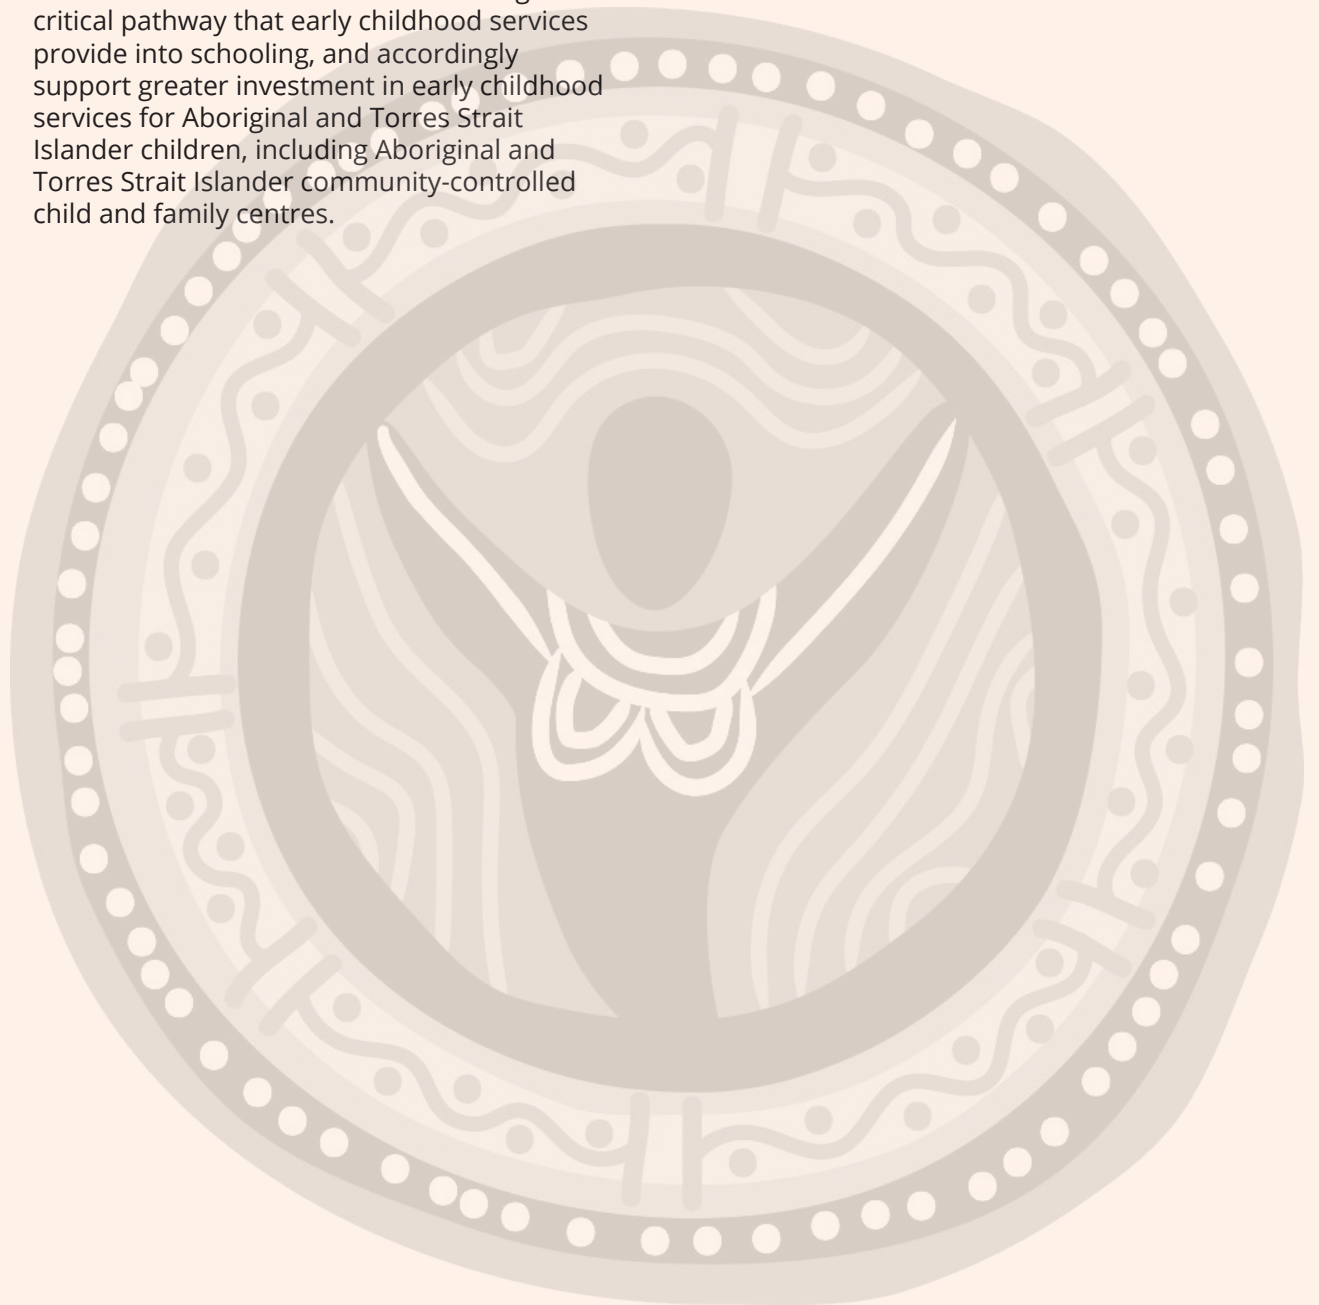 critical pathway that early childhood services
provide into schooling, and accordingly
support greater investment in early childhood
services for Aboriginal and Torres Strait
Islander children, including Aboriginal and
Torres Strait Islander community-controlled
child and family centres.